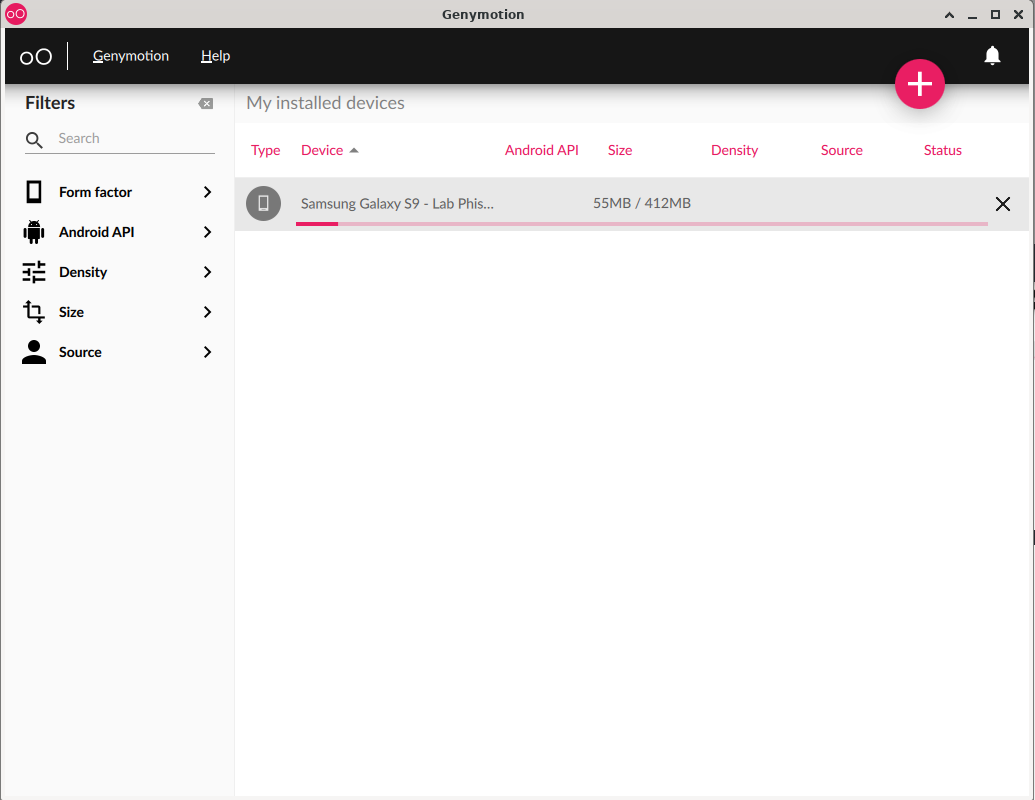 Genymotion
Genymotion Help
Filters
My installed devices
Search
Type Device Android API Size Density Source Status
Form factor
Samsung Galaxy S9 - Lab Phis... 55MB / 412MB
Android API
Density
Size
Source